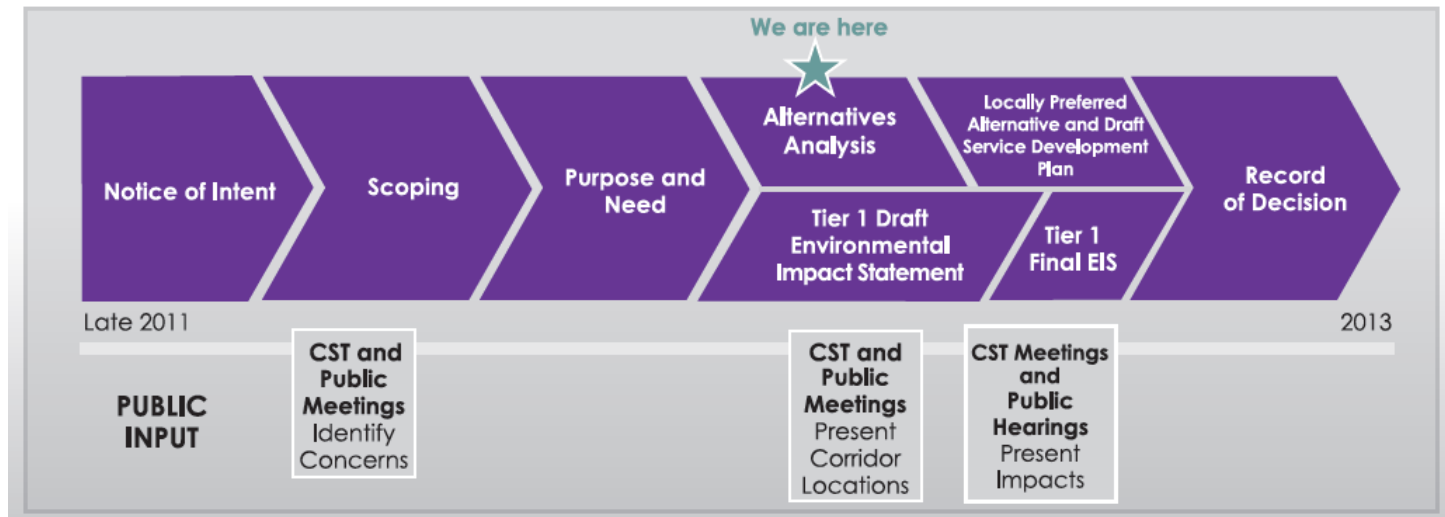 We are here
Notice of Intent
Scoping
Purpose and
Need
Alternatives
Analysis
Locally Preferred
Alternative and Draft
Service Development
Plan
Tier 1 Draft
Environmental
Impact Statement
Tier 1
Final EIS
Record
of Decision
Late 2011
2013
PUBLIC
INPUT
CST and
Public
Meetings
Identify
Concerns
CST and
Public
Meetings
Present
Corridor
Locations
CST Meetings
and
Public
Hearings
Present
Impacts